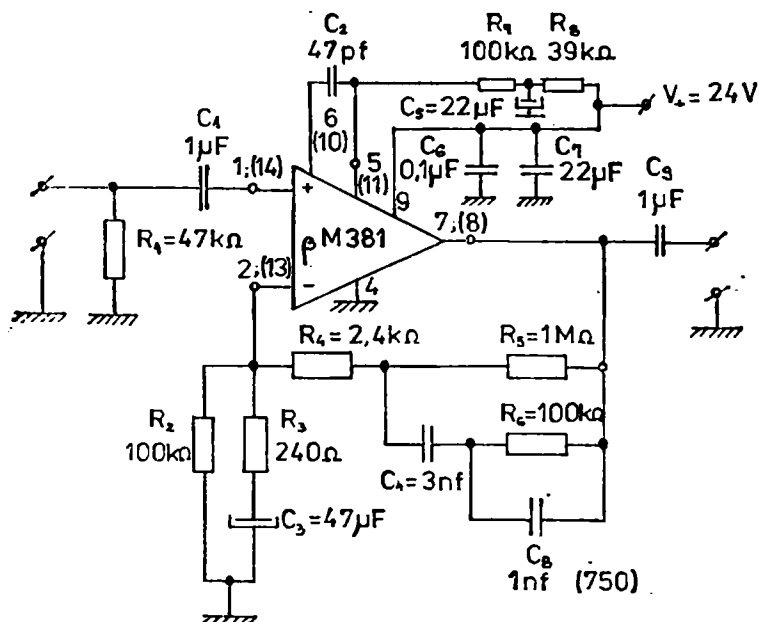 C₂
47pf
R₇
100kΩ
R₈
39kΩ
V₊ = 24V
C₅=22µF
6
(10)
5
(11)
C₁
1µF
1;(14)
C₆
0,1µF
C₇
22µF
C₉
1µF
9
+
7;(8)
R₁=47kΩ
βM381
2;(13)
−
4
R₄=2,4kΩ
R₅=1MΩ
R₂
100kΩ
R₃
240Ω
R₆=100kΩ
C₄=3nf
C₃=47µF
C₈
1nf (750)